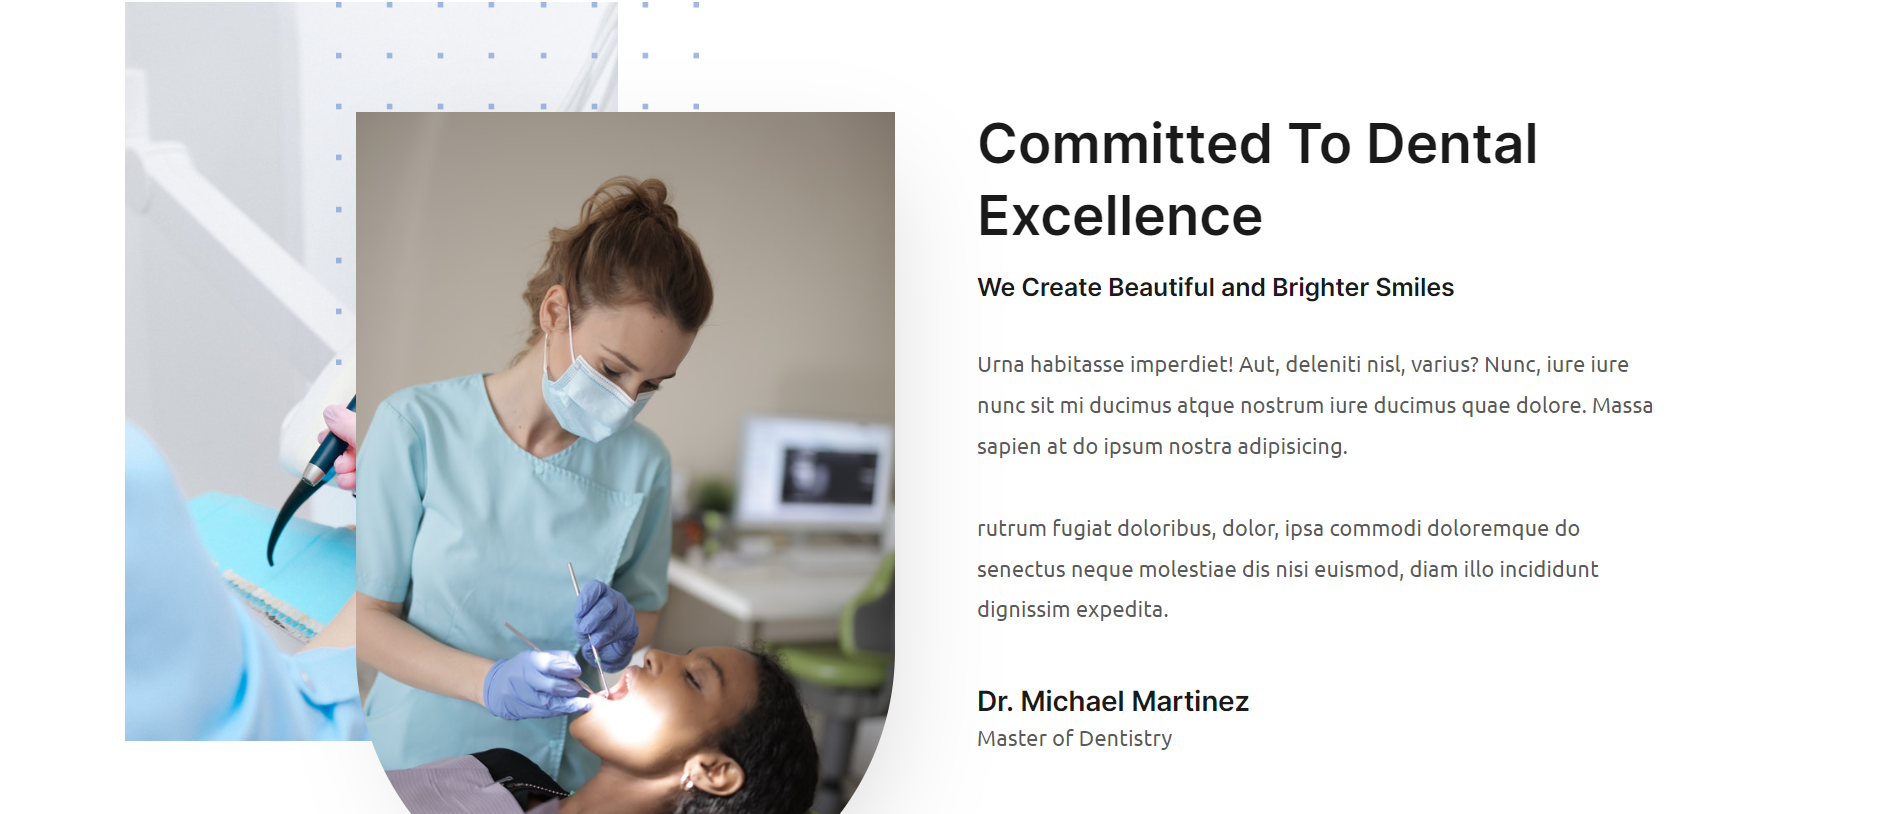 Committed To Dental
Excellence
We Create Beautiful and Brighter Smiles
Urna habitasse imperdiet! Aut, deleniti nisl, varius? Nunc, iure iure
nunc sit mi ducimus atque nostrum iure ducimus quae dolore. Massa
sapien at do ipsum nostra adipisicing.
rutrum fugiat doloribus, dolor, ipsa commodi doloremque do
senectus neque molestiae dis nisi euismod, diam illo incididunt
dignissim expedita.
Dr. Michael Martinez
Master of Dentistry